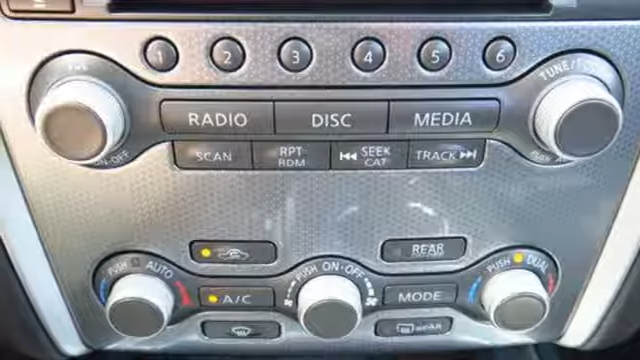 1 2 3 4 5 6
RADIO DISC MEDIA
TUNE/
ON·OFF
SCAN RPT RDM SEEK CAT TRACK
REAR
PUSH AUTO
PUSH ON·OFF
PUSH DUAL
A/C MODE
REAR